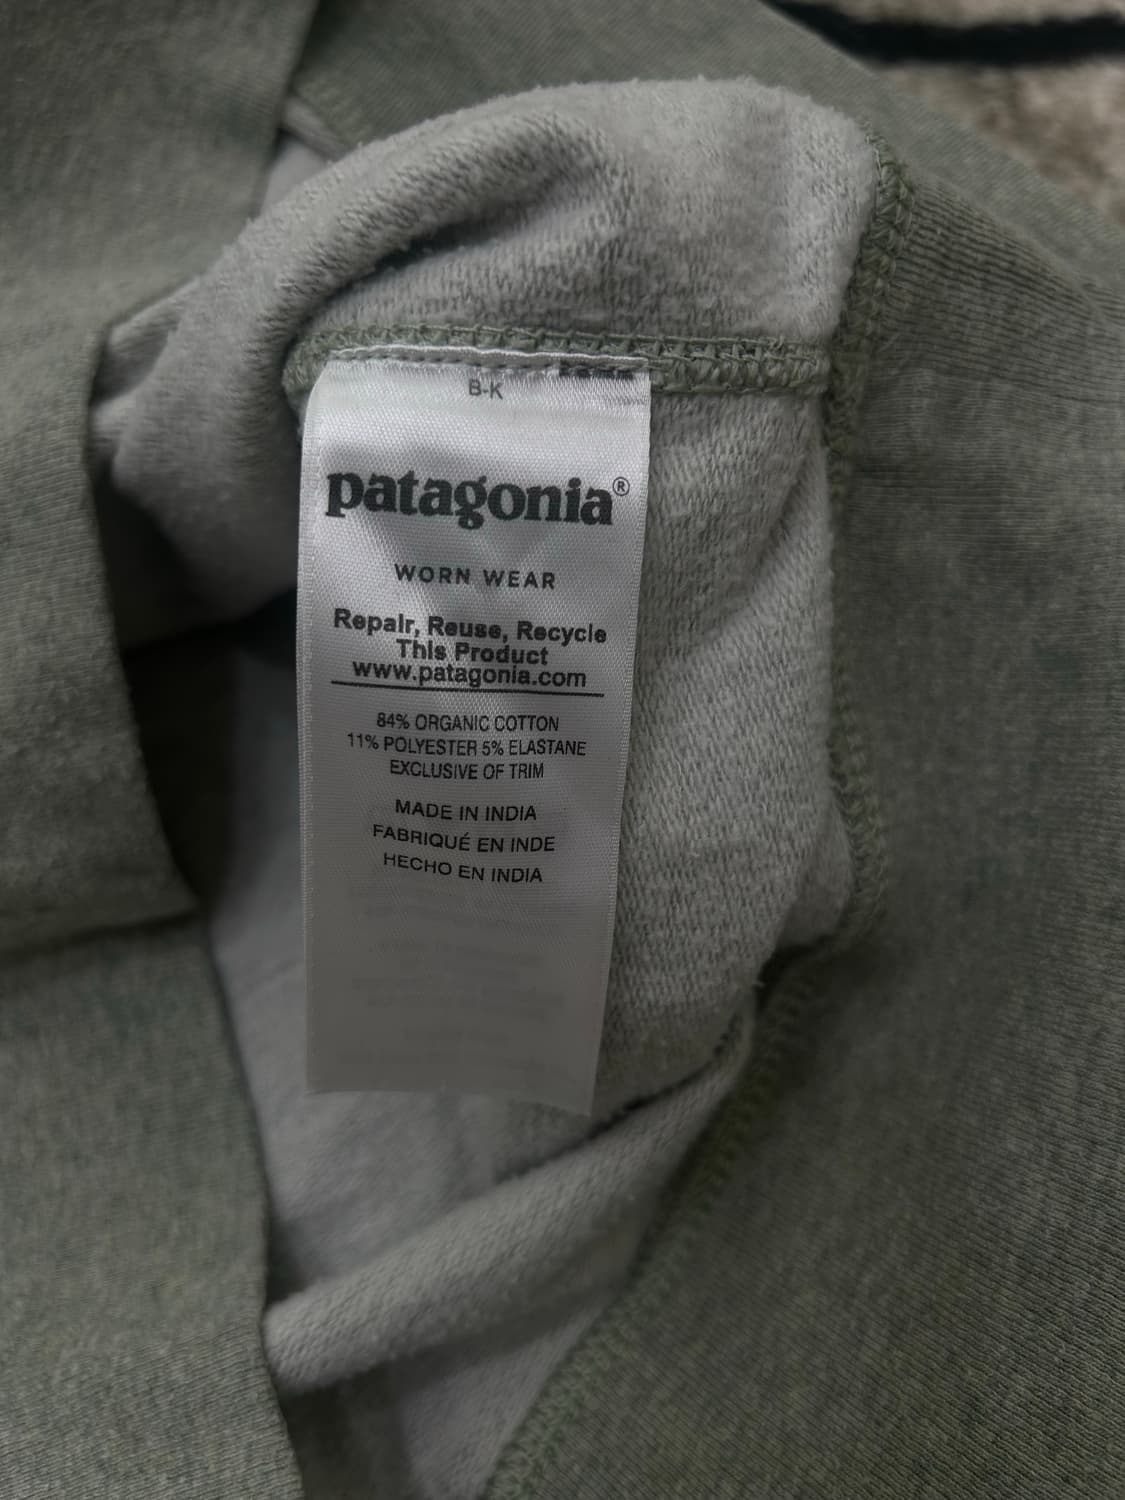 B-K
patagonia®
WORN WEAR
Repair, Reuse, Recycle
This Product
www.patagonia.com
84% ORGANIC COTTON
11% POLYESTER 5% ELASTANE
EXCLUSIVE OF TRIM
MADE IN INDIA
FABRIQUÉ EN INDE
HECHO EN INDIA